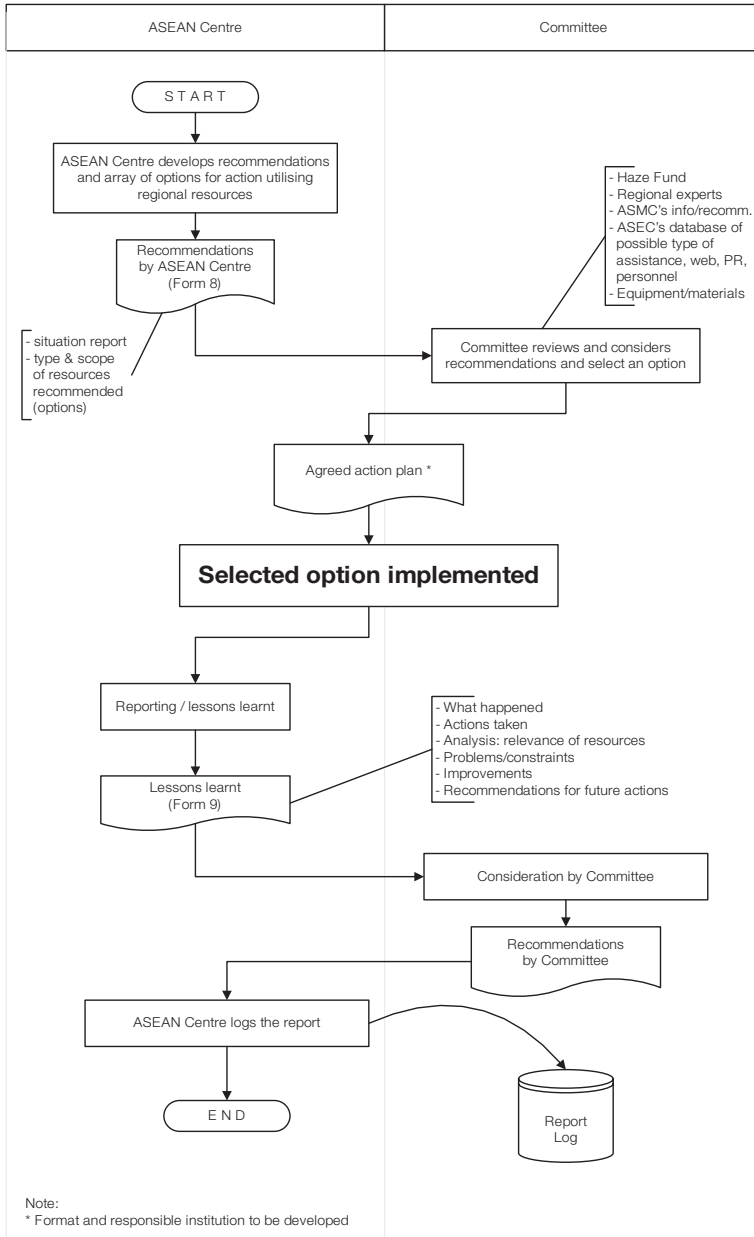 ASEAN Centre
Committee
S T A R T
ASEAN Centre develops recommendations
and array of options for action utilising
regional resources
- Haze Fund
- Regional experts
- ASMC's info/recomm.
- ASEC's database of
possible type of
assistance, web, PR,
personnel
- Equipment/materials
Recommendations
by ASEAN Centre
(Form 8)
- situation report
- type & scope
of resources
recommended
(options)
Committee reviews and considers
recommendations and select an option
Agreed action plan *
Selected option implemented
Reporting / lessons learnt
- What happened
- Actions taken
- Analysis: relevance of resources
- Problems/constraints
- Improvements
- Recommendations for future actions
Lessons learnt
(Form 9)
Consideration by Committee
Recommendations
by Committee
ASEAN Centre logs the report
E N D
Report
Log
Note:
* Format and responsible institution to be developed